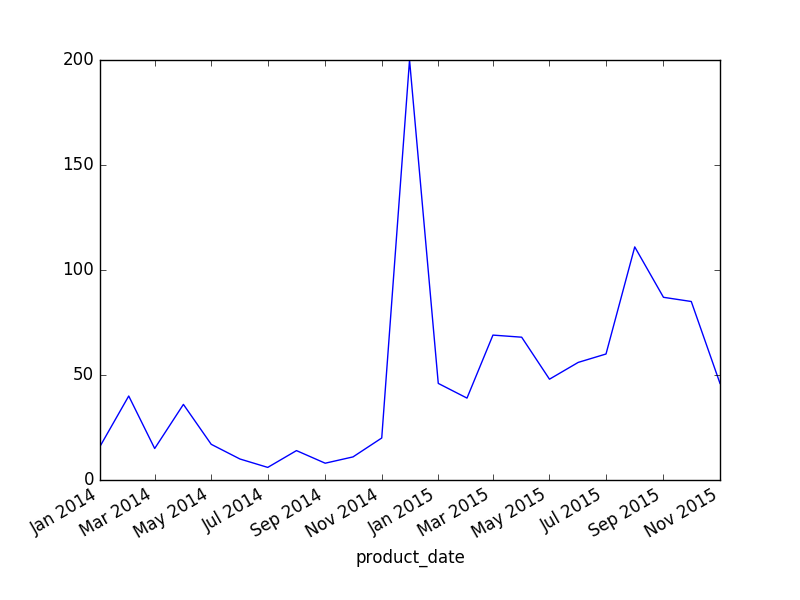 200
150
100
50
0
Jan 2014
Mar 2014
May 2014
Jul 2014
Sep 2014
Nov 2014
Jan 2015
Mar 2015
May 2015
Jul 2015
Sep 2015
Nov 2015
product_date